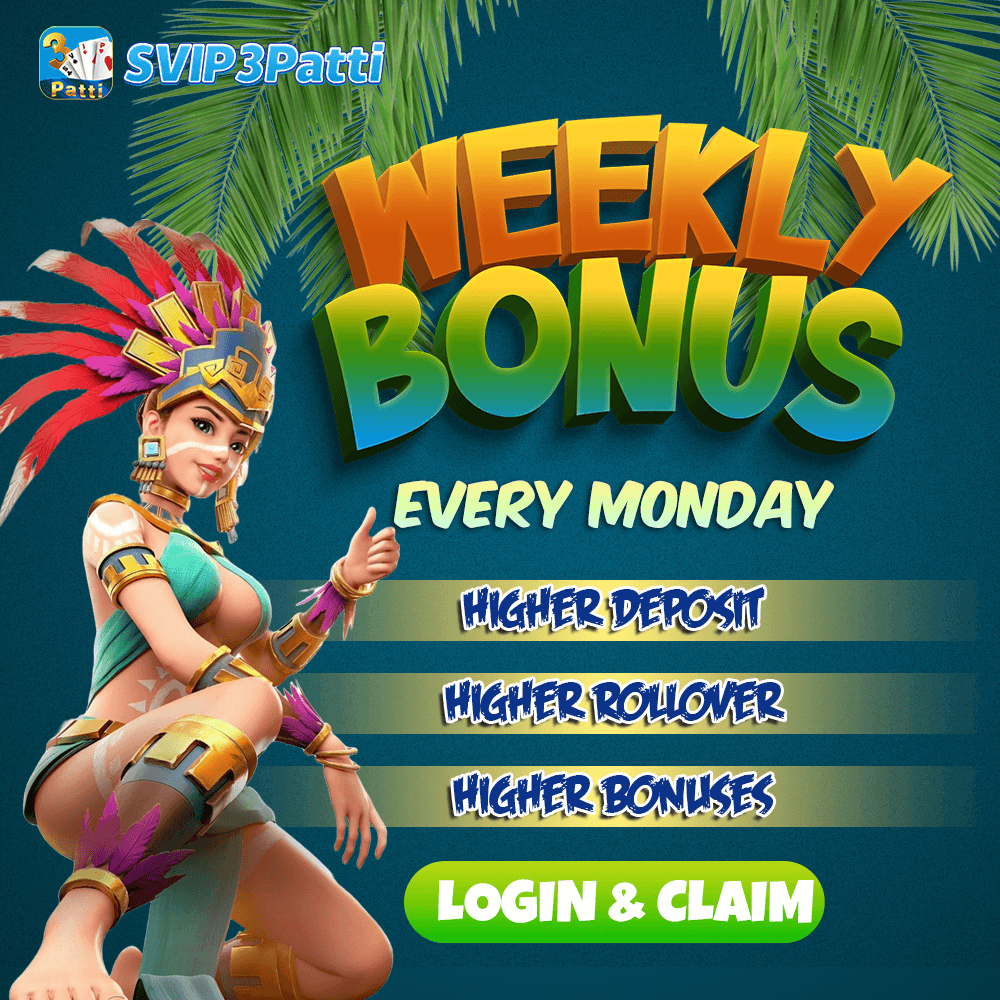 3
Patti
SVIP3Patti
WEEKLY
BONUS
EVERY MONDAY
HIGHER DEPOSIT
HIGHER ROLLOVER
HIGHER BONUSES
LOGIN & CLAIM